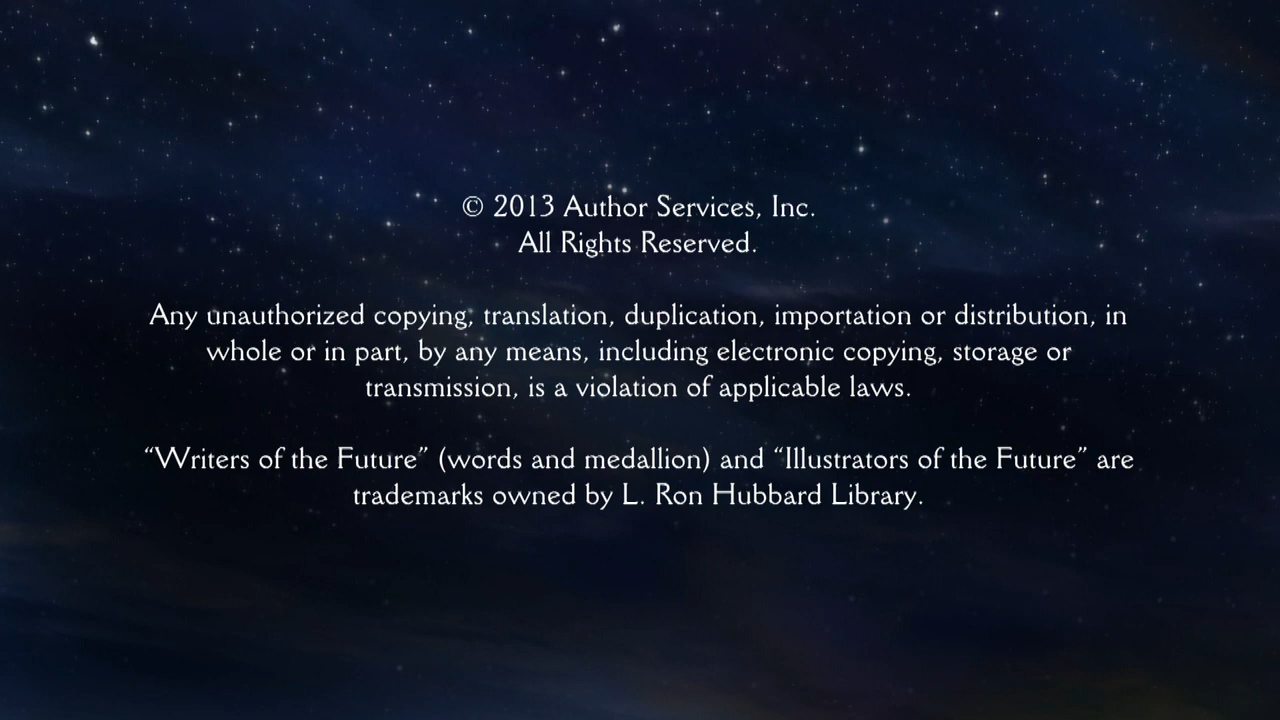 © 2013 Author Services, Inc.
All Rights Reserved.
Any unauthorized copying, translation, duplication, importation or distribution, in
whole or in part, by any means, including electronic copying, storage or
transmission, is a violation of applicable laws.
“Writers of the Future” (words and medallion) and “Illustrators of the Future” are
trademarks owned by L. Ron Hubbard Library.